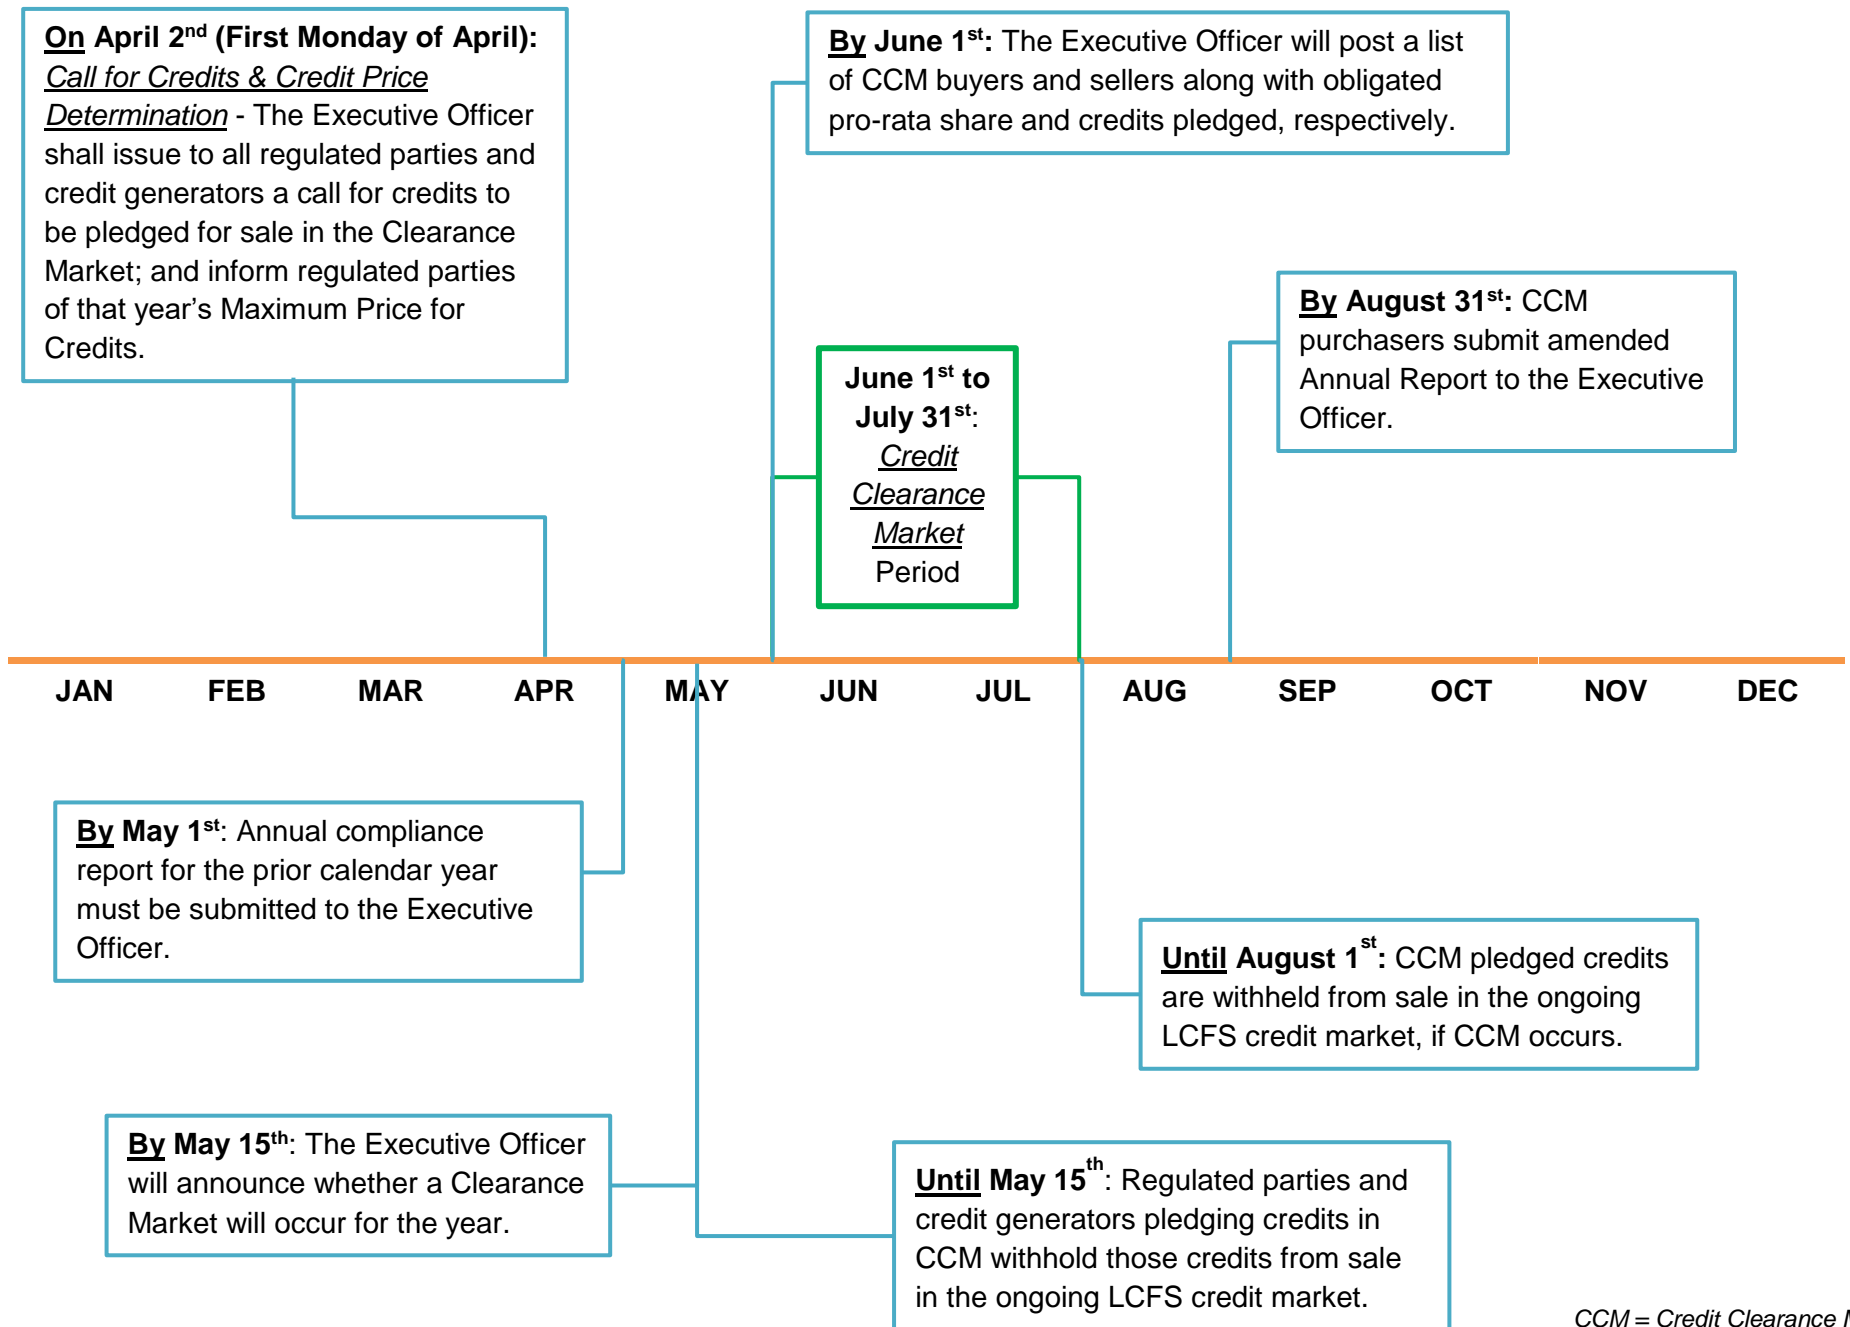 On April 2nd (First Monday of April):
Call for Credits & Credit Price
Determination - The Executive Officer
shall issue to all regulated parties and
credit generators a call for credits to
be pledged for sale in the Clearance
Market; and inform regulated parties
of that year’s Maximum Price for
Credits.
By June 1st: The Executive Officer will post a list
of CCM buyers and sellers along with obligated
pro-rata share and credits pledged, respectively.
By August 31st: CCM
purchasers submit amended
Annual Report to the Executive
Officer.
June 1st to
July 31st:
Credit
Clearance
Market
Period
JAN FEB MAR APR MAY JUN JUL AUG SEP OCT NOV DEC
By May 1st: Annual compliance
report for the prior calendar year
must be submitted to the Executive
Officer.
Until August 1st: CCM pledged credits
are withheld from sale in the ongoing
LCFS credit market, if CCM occurs.
By May 15th: The Executive Officer
will announce whether a Clearance
Market will occur for the year.
Until May 15th: Regulated parties and
credit generators pledging credits in
CCM withhold those credits from sale
in the ongoing LCFS credit market.
CCM = Credit Clearance